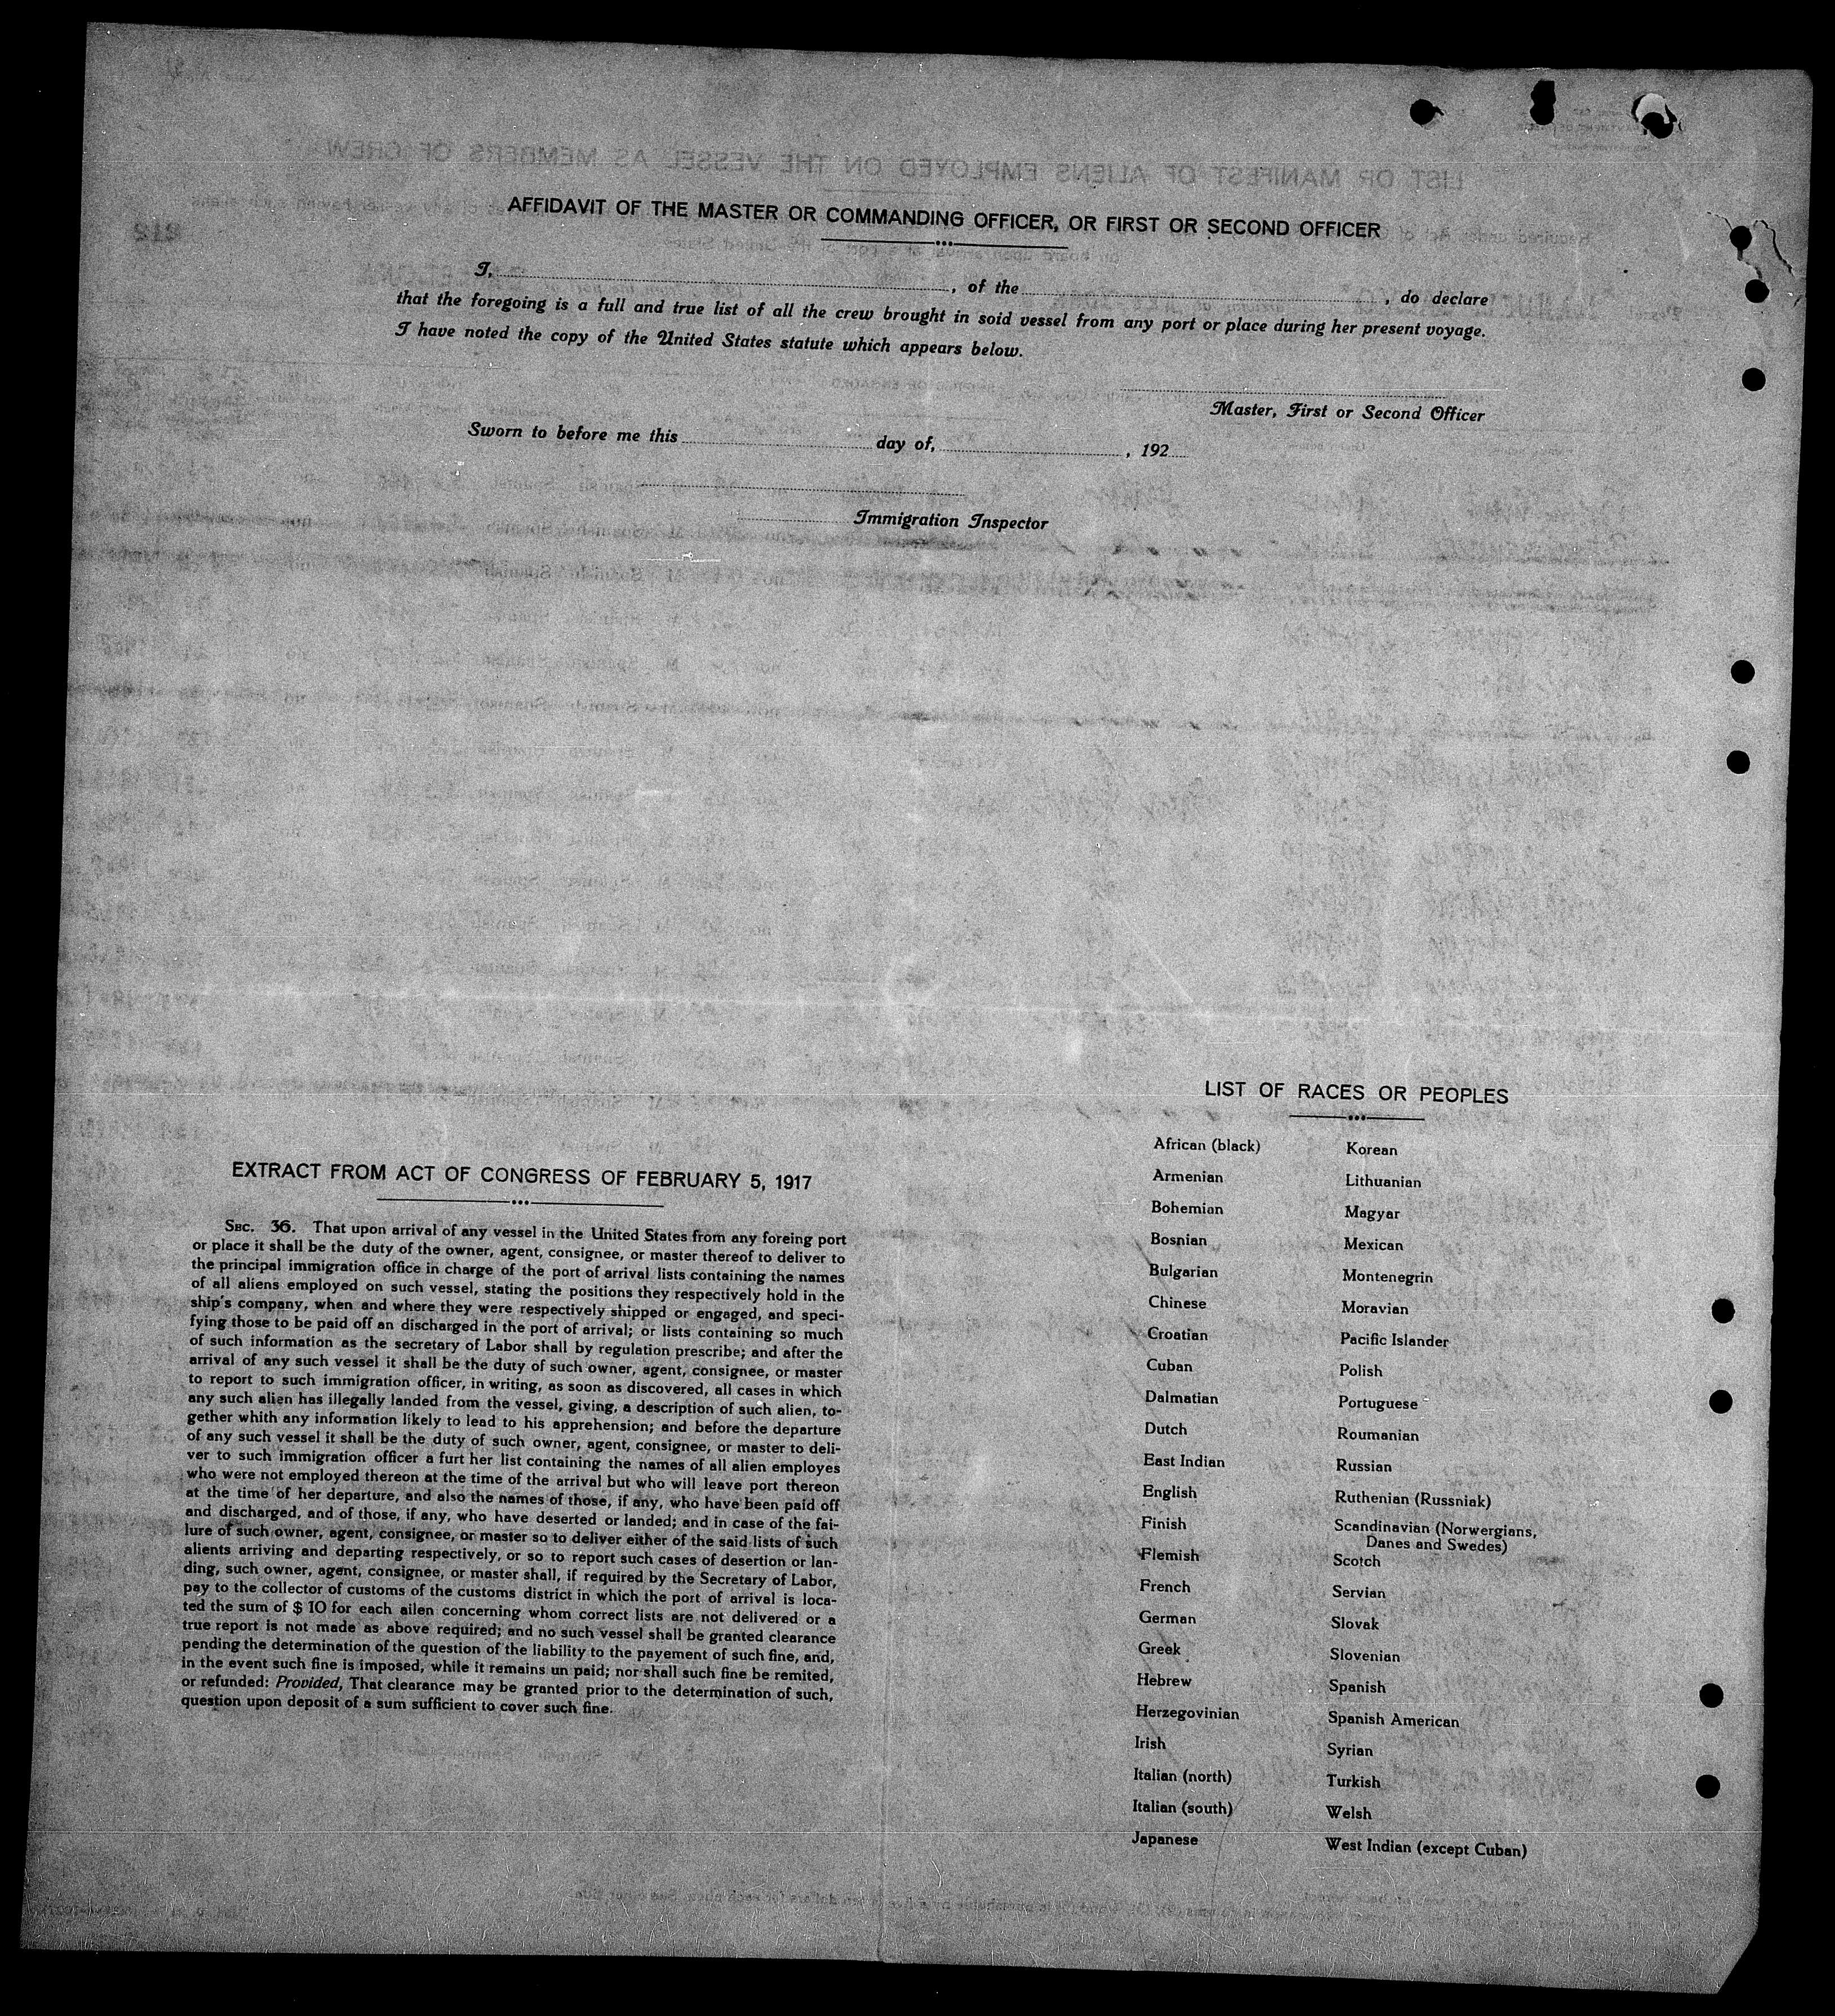 AFFIDAVIT OF THE MASTER OR COMMANDING OFFICER, OR FIRST OR SECOND OFFICER
I, , of the , do declare
that the foregoing is a full and true list of all the crew brought in soid vessel from any port or place during her present voyage.
I have noted the copy of the United States statute which appears below.
Master, First or Second Officer
Sworn to before me this day of, , 192
Immigration Inspector
EXTRACT FROM ACT OF CONGRESS OF FEBRUARY 5, 1917
SEC. 36. That upon arrival of any vessel in the United States from any foreing port
or place it shall be the duty of the owner, agent, consignee, or master thereof to deliver to
the principal immigration office in charge of the port of arrival lists containing the names
of all aliens employed on such vessel, stating the positions they respectively hold in the
ship's company, when and where they were respectively shipped or engaged, and speci-
fying those to be paid off an discharged in the port of arrival; or lists containing so much
of such information as the secretary of Labor shall by regulation prescribe; and after the
arrival of any such vessel it shall be the duty of such owner, agent, consignee, or master
to report to such immigration officer, in writing, as soon as discovered, all cases in which
any such alien has illegally landed from the vessel, giving, a description of such alien, to-
gether whith any information likely to lead to his apprehension; and before the departure
of any such vessel it shall be the duty of such owner, agent, consignee, or master to deli-
ver to such immigration officer a furt her list containing the names of all alien employes
who were not employed thereon at the time of the arrival but who will leave port thereon
at the time of her departure, and also the names of those, if any, who have been paid off
and discharged, and of those, if any, who have deserted or landed; and in case of the fai-
lure of such owner, agent, consignee, or master so to deliver either of the said lists of such
alients arriving and departing respectively, or so to report such cases of desertion or lan-
ding, such owner, agent, consignee, or master shall, if required by the Secretary of Labor,
pay to the collector of customs of the customs district in which the port of arrival is loca-
ted the sum of $ 10 for each ailen concerning whom correct lists are not delivered or a
true report is not made as above required; and no such vessel shall be granted clearance
pending the determination of the question of the liability to the payement of such fine, and,
in the event such fine is imposed, while it remains un paid; nor shall such fine be remited,
or refunded: Provided, That clearance may be granted prior to the determination of such,
question upon deposit of a sum sufficient to cover such fine.
LIST OF RACES OR PEOPLES
African (black)
Armenian
Bohemian
Bosnian
Bulgarian
Chinese
Croatian
Cuban
Dalmatian
Dutch
East Indian
English
Finish
Flemish
French
German
Greek
Hebrew
Herzegovinian
Irish
Italian (north)
Italian (south)
Japanese
Korean
Lithuanian
Magyar
Mexican
Montenegrin
Moravian
Pacific Islander
Polish
Portuguese
Roumanian
Russian
Ruthenian (Russniak)
Scandinavian (Norwergians,
Danes and Swedes)
Scotch
Servian
Slovak
Slovenian
Spanish
Spanish American
Syrian
Turkish
Welsh
West Indian (except Cuban)